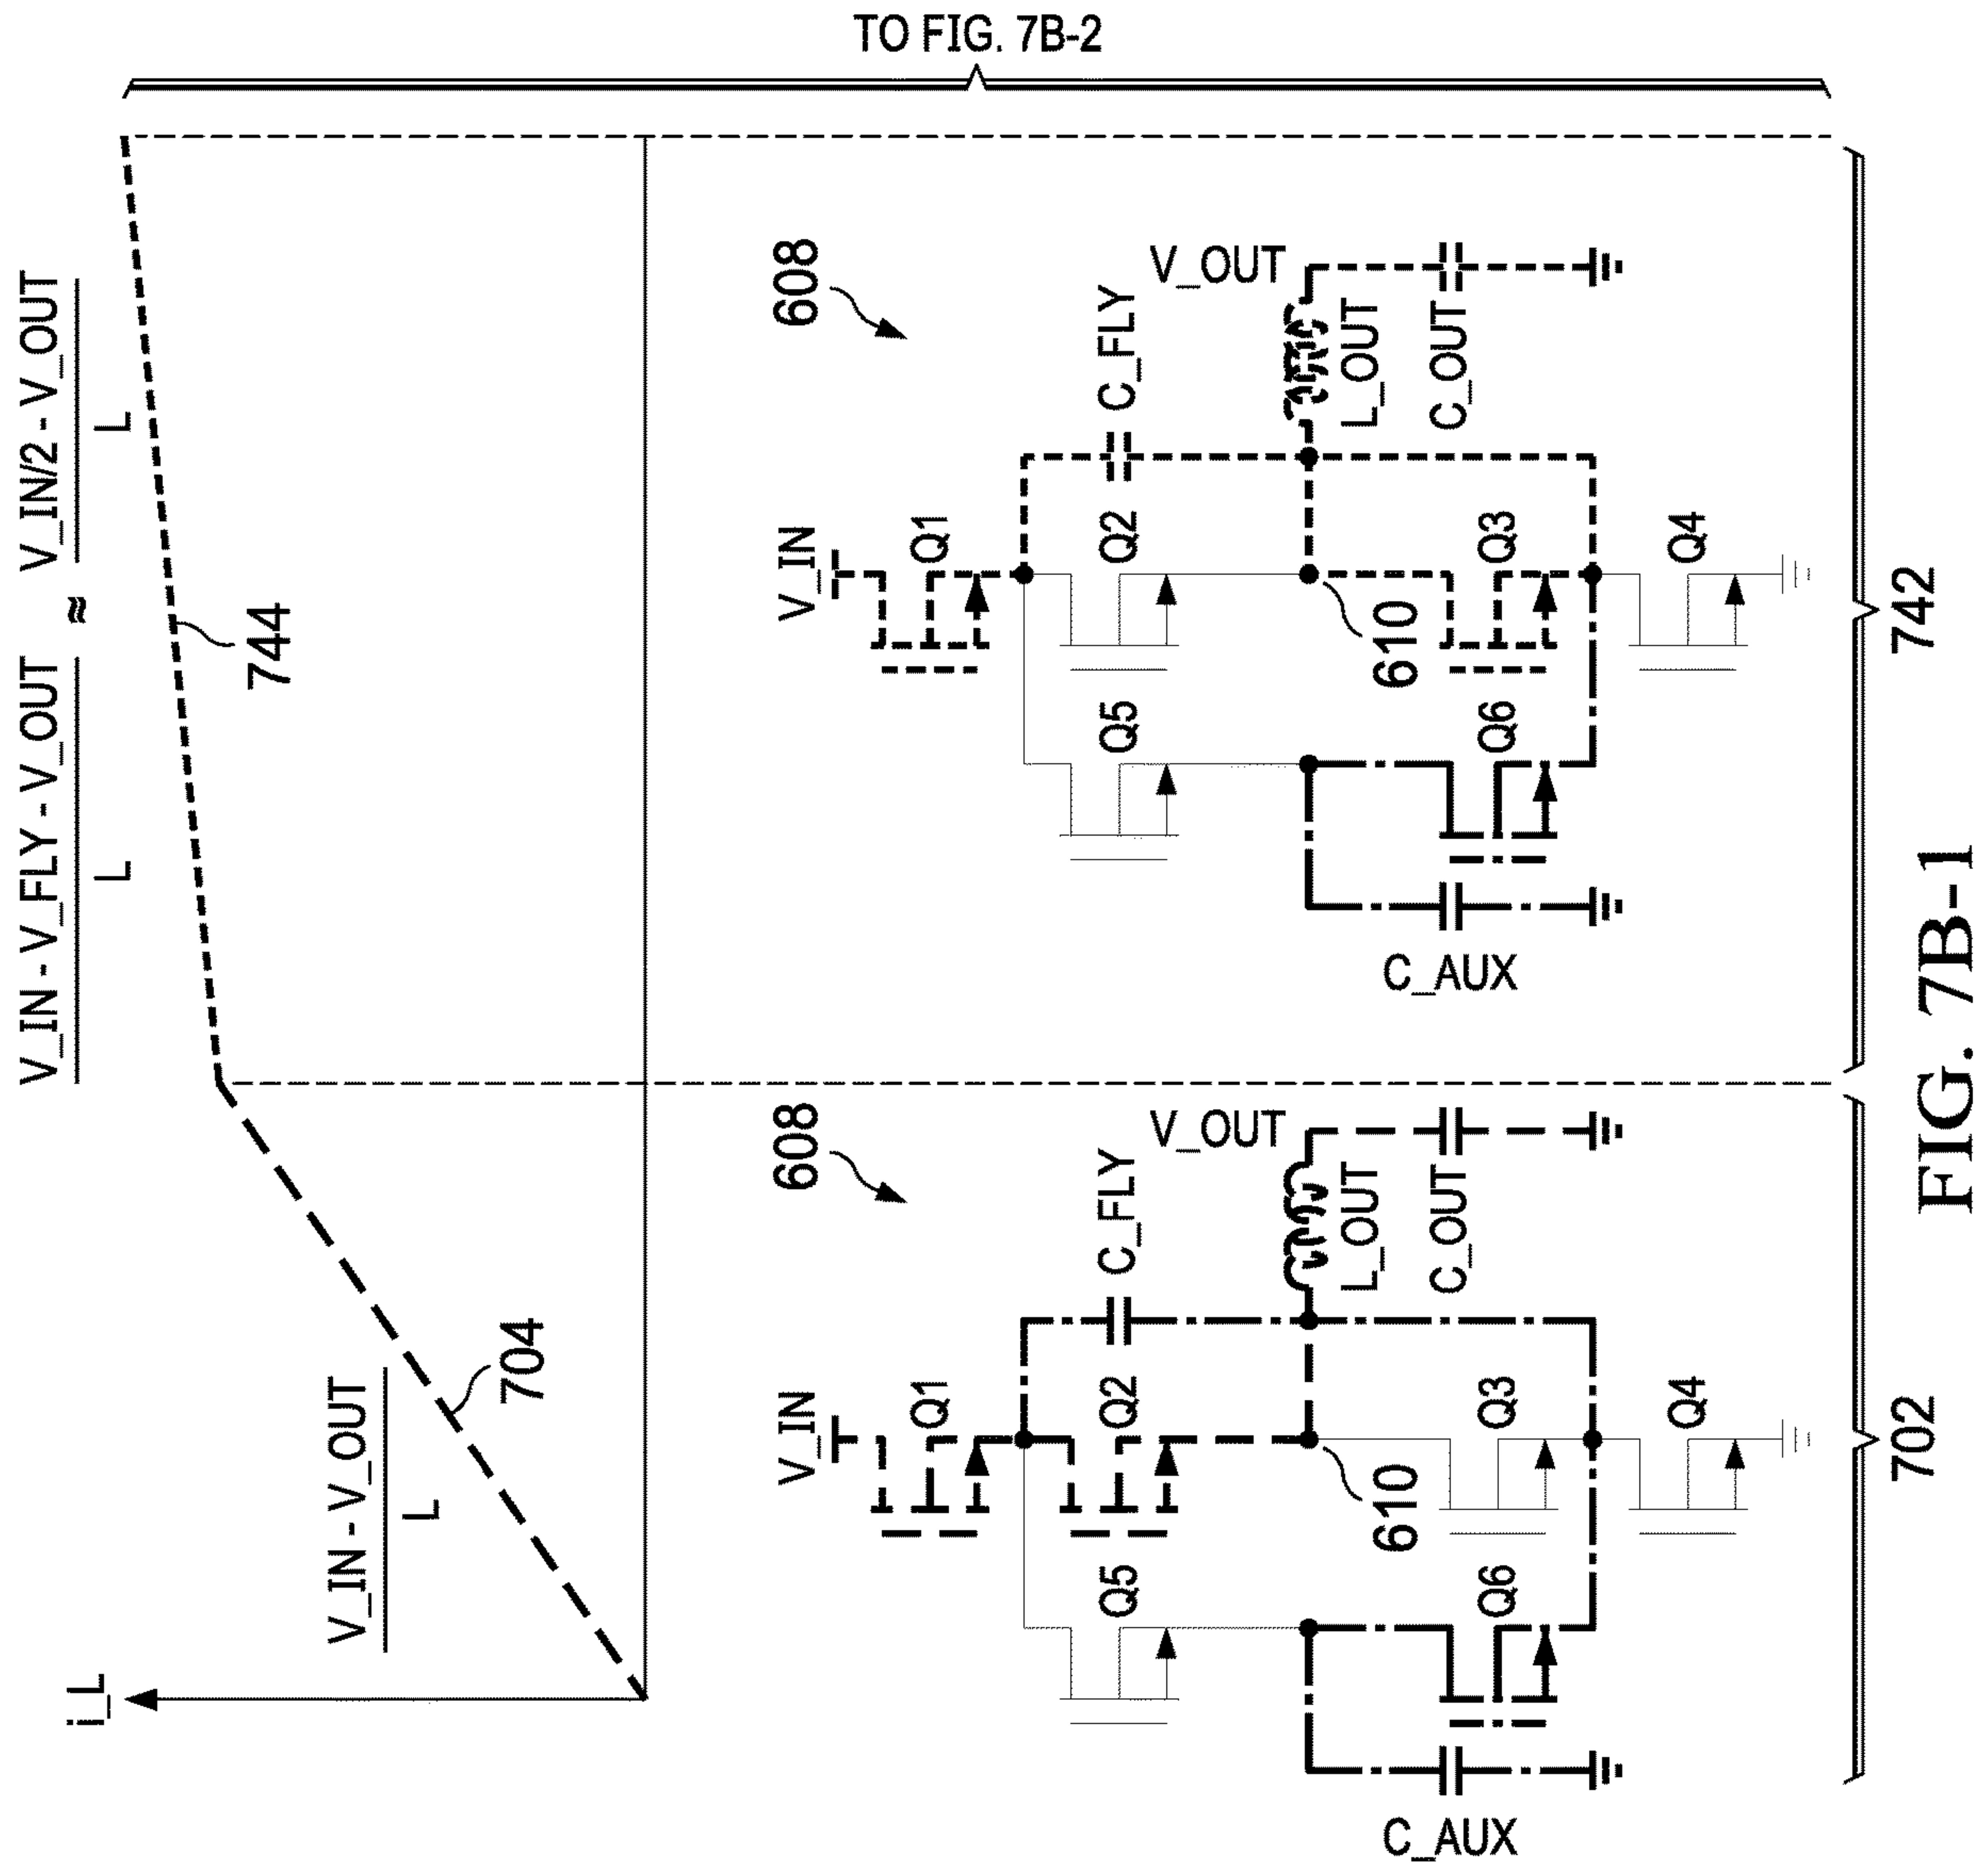 TO FIG. 7B-2
i_L
V_IN - V_OUT
L
704
V_IN - V_FLY - V_OUT
L
≈
V_IN/2 - V_OUT
L
744
608
V_IN
Q1
C_FLY
Q5
Q2
V_OUT
610
L_OUT
C_AUX
Q6
Q3
C_OUT
Q4
702
608
V_IN
Q1
C_FLY
Q5
Q2
V_OUT
610
L_OUT
C_AUX
Q6
Q3
C_OUT
Q4
742
FIG. 7B-1